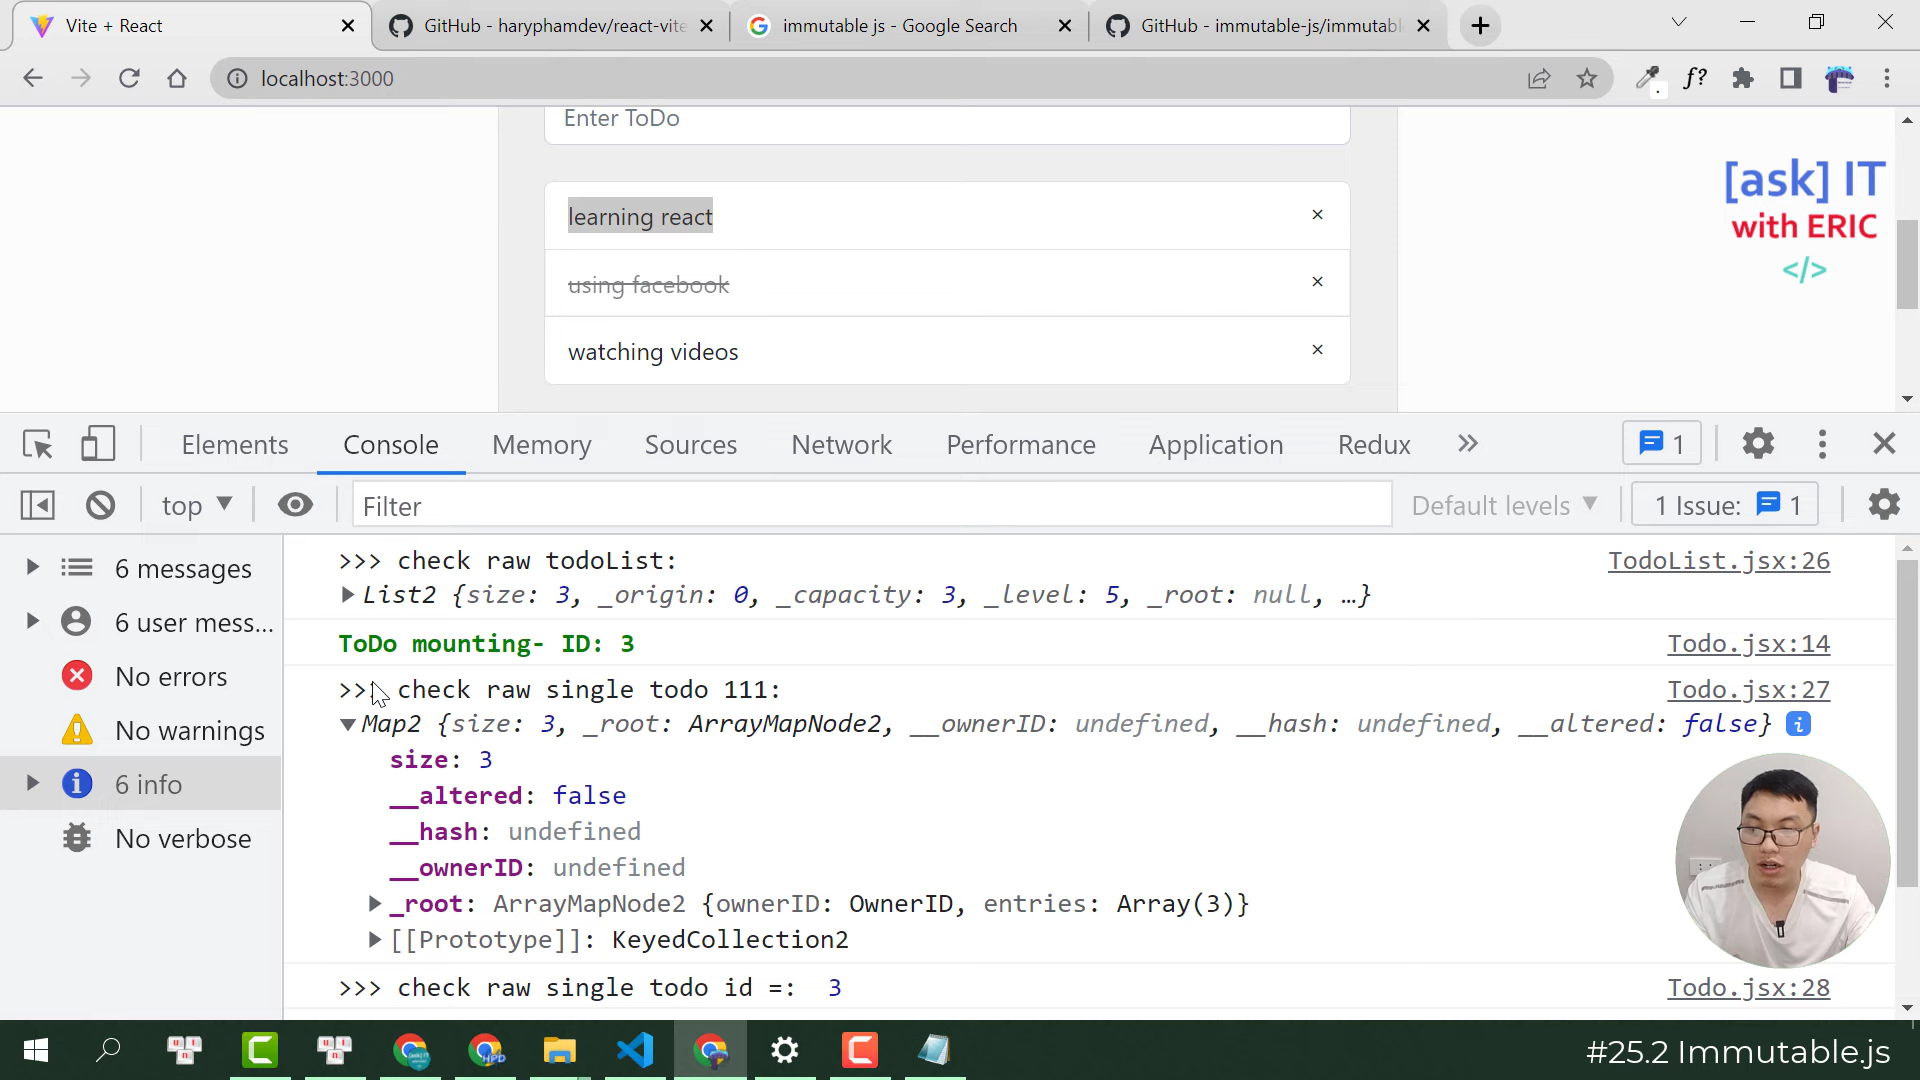 Vite + React
GitHub - haryphamdev/react-vite
immutable js - Google Search
GitHub - immutable-js/immutabl
localhost:3000
f?
Enter ToDo
learning react
using facebook
watching videos
[ask] IT
with ERIC
</>
Elements
Console
Memory
Sources
Network
Performance
Application
Redux
1
top
Filter
Default levels
1 Issue: 1
6 messages
6 user mess...
No errors
No warnings
6 info
No verbose
>>> check raw todoList:
TodoList.jsx:26
List2 {size: 3, _origin: 0, _capacity: 3, _level: 5, _root: null, …}
ToDo mounting- ID: 3
Todo.jsx:14
>>> check raw single todo 111:
Todo.jsx:27
Map2 {size: 3, _root: ArrayMapNode2, __ownerID: undefined, __hash: undefined, __altered: false}
size: 3
__altered: false
__hash: undefined
__ownerID: undefined
_root: ArrayMapNode2 {ownerID: OwnerID, entries: Array(3)}
[[Prototype]]: KeyedCollection2
>>> check raw single todo id =: 3
Todo.jsx:28
#25.2 Immutable.js